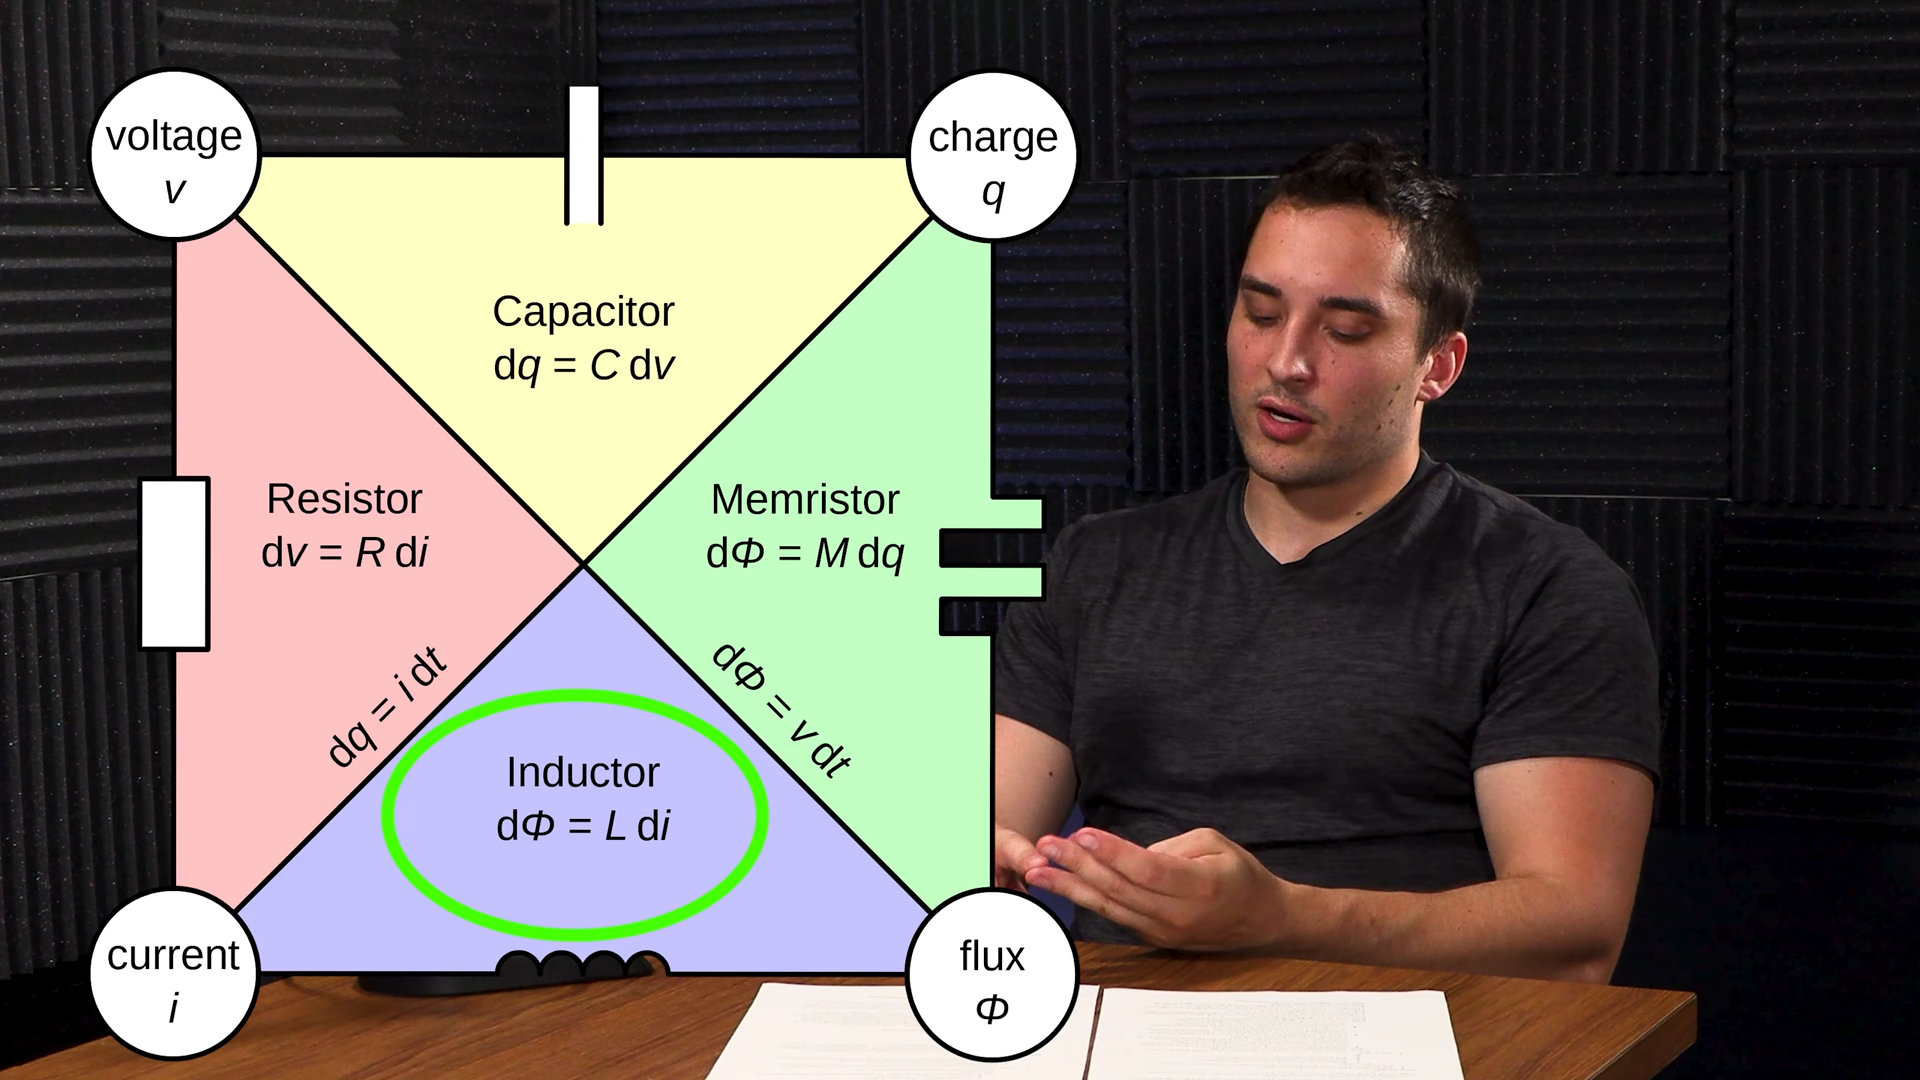 voltage
v
charge
q
Capacitor
dq = C dv
Resistor
dv = R di
Memristor
dΦ = M dq
dq = i dt
dΦ = v dt
Inductor
dΦ = L di
current
i
flux
Φ